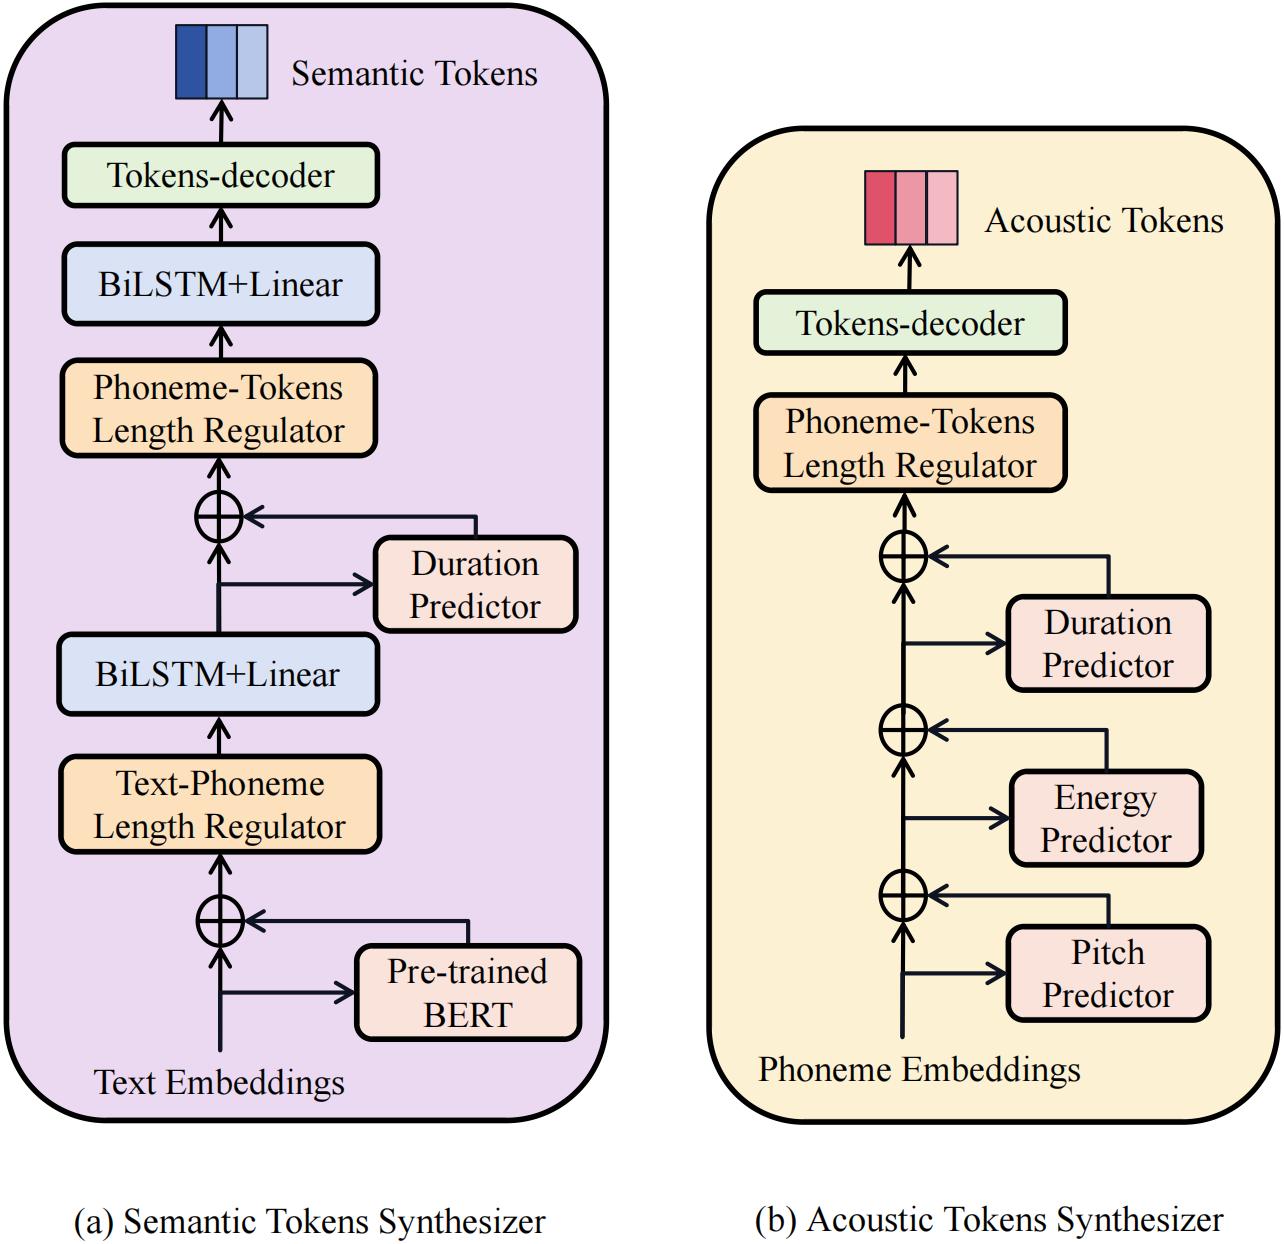 Semantic Tokens
Tokens-decoder
BiLSTM+Linear
Phoneme-Tokens
Length Regulator
Duration
Predictor
BiLSTM+Linear
Text-Phoneme
Length Regulator
Pre-trained
BERT
Text Embeddings
(a) Semantic Tokens Synthesizer
Acoustic Tokens
Tokens-decoder
Phoneme-Tokens
Length Regulator
Duration
Predictor
Energy
Predictor
Pitch
Predictor
Phoneme Embeddings
(b) Acoustic Tokens Synthesizer